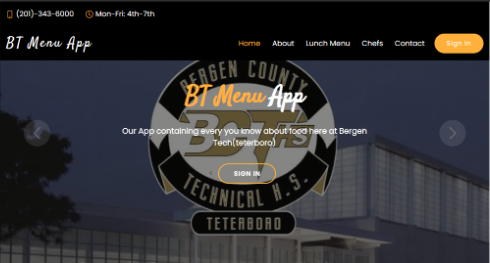 (201)-343-6000 Mon-Fri: 4th-7th
BT Menu App Home About Lunch Menu Chefs Contact Sign In
BERGEN COUNTY
BT Menu App
BT'S
Our App containing every you know about food here at Bergen
Tech(teterboro)
SIGN IN
TECHNICAL H.S.
TETERBORO